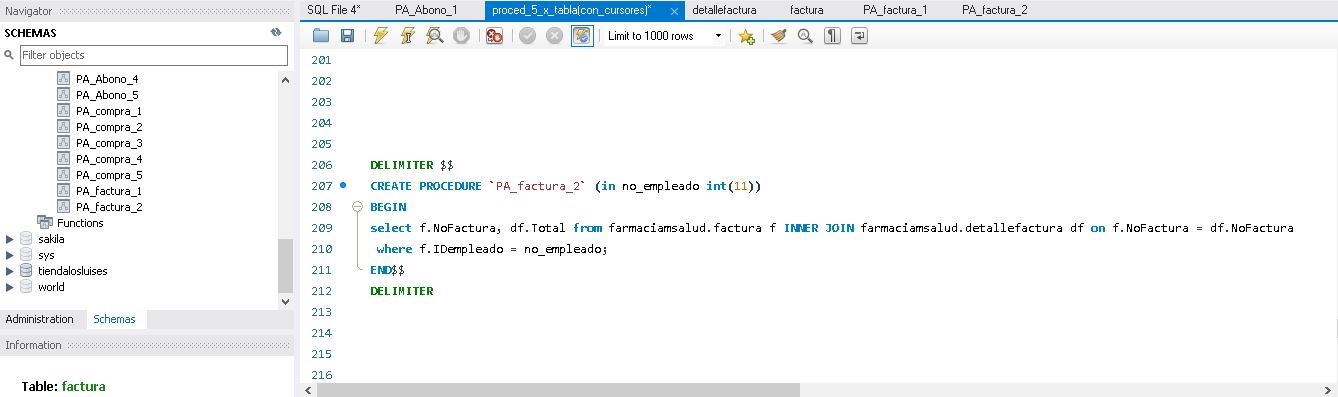 Navigator
SCHEMAS
Filter objects
PA_Abono_4
PA_Abono_5
PA_compra_1
PA_compra_2
PA_compra_3
PA_compra_4
PA_compra_5
PA_factura_1
PA_factura_2
Functions
sakila
sys
tiendalosluises
world
Administration Schemas
Information
Table: factura
SQL File 4* PA_Abono_1 proced_5_x_tabla(con_cursores)* detallefactura factura PA_factura_1 PA_factura_2
Limit to 1000 rows
201
202
203
204
205
206 DELIMITER $$
207 CREATE PROCEDURE `PA_factura_2` (in no_empleado int(11))
208 BEGIN
209 select f.NoFactura, df.Total from farmaciamsalud.factura f INNER JOIN farmaciamsalud.detallefactura df on f.NoFactura = df.NoFactura
210 where f.IDempleado = no_empleado;
211 END$$
212 DELIMITER
213
214
215
216